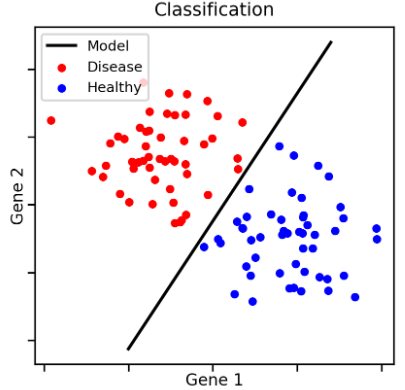 Classification
Model
Disease
Healthy
Gene 2
Gene 1